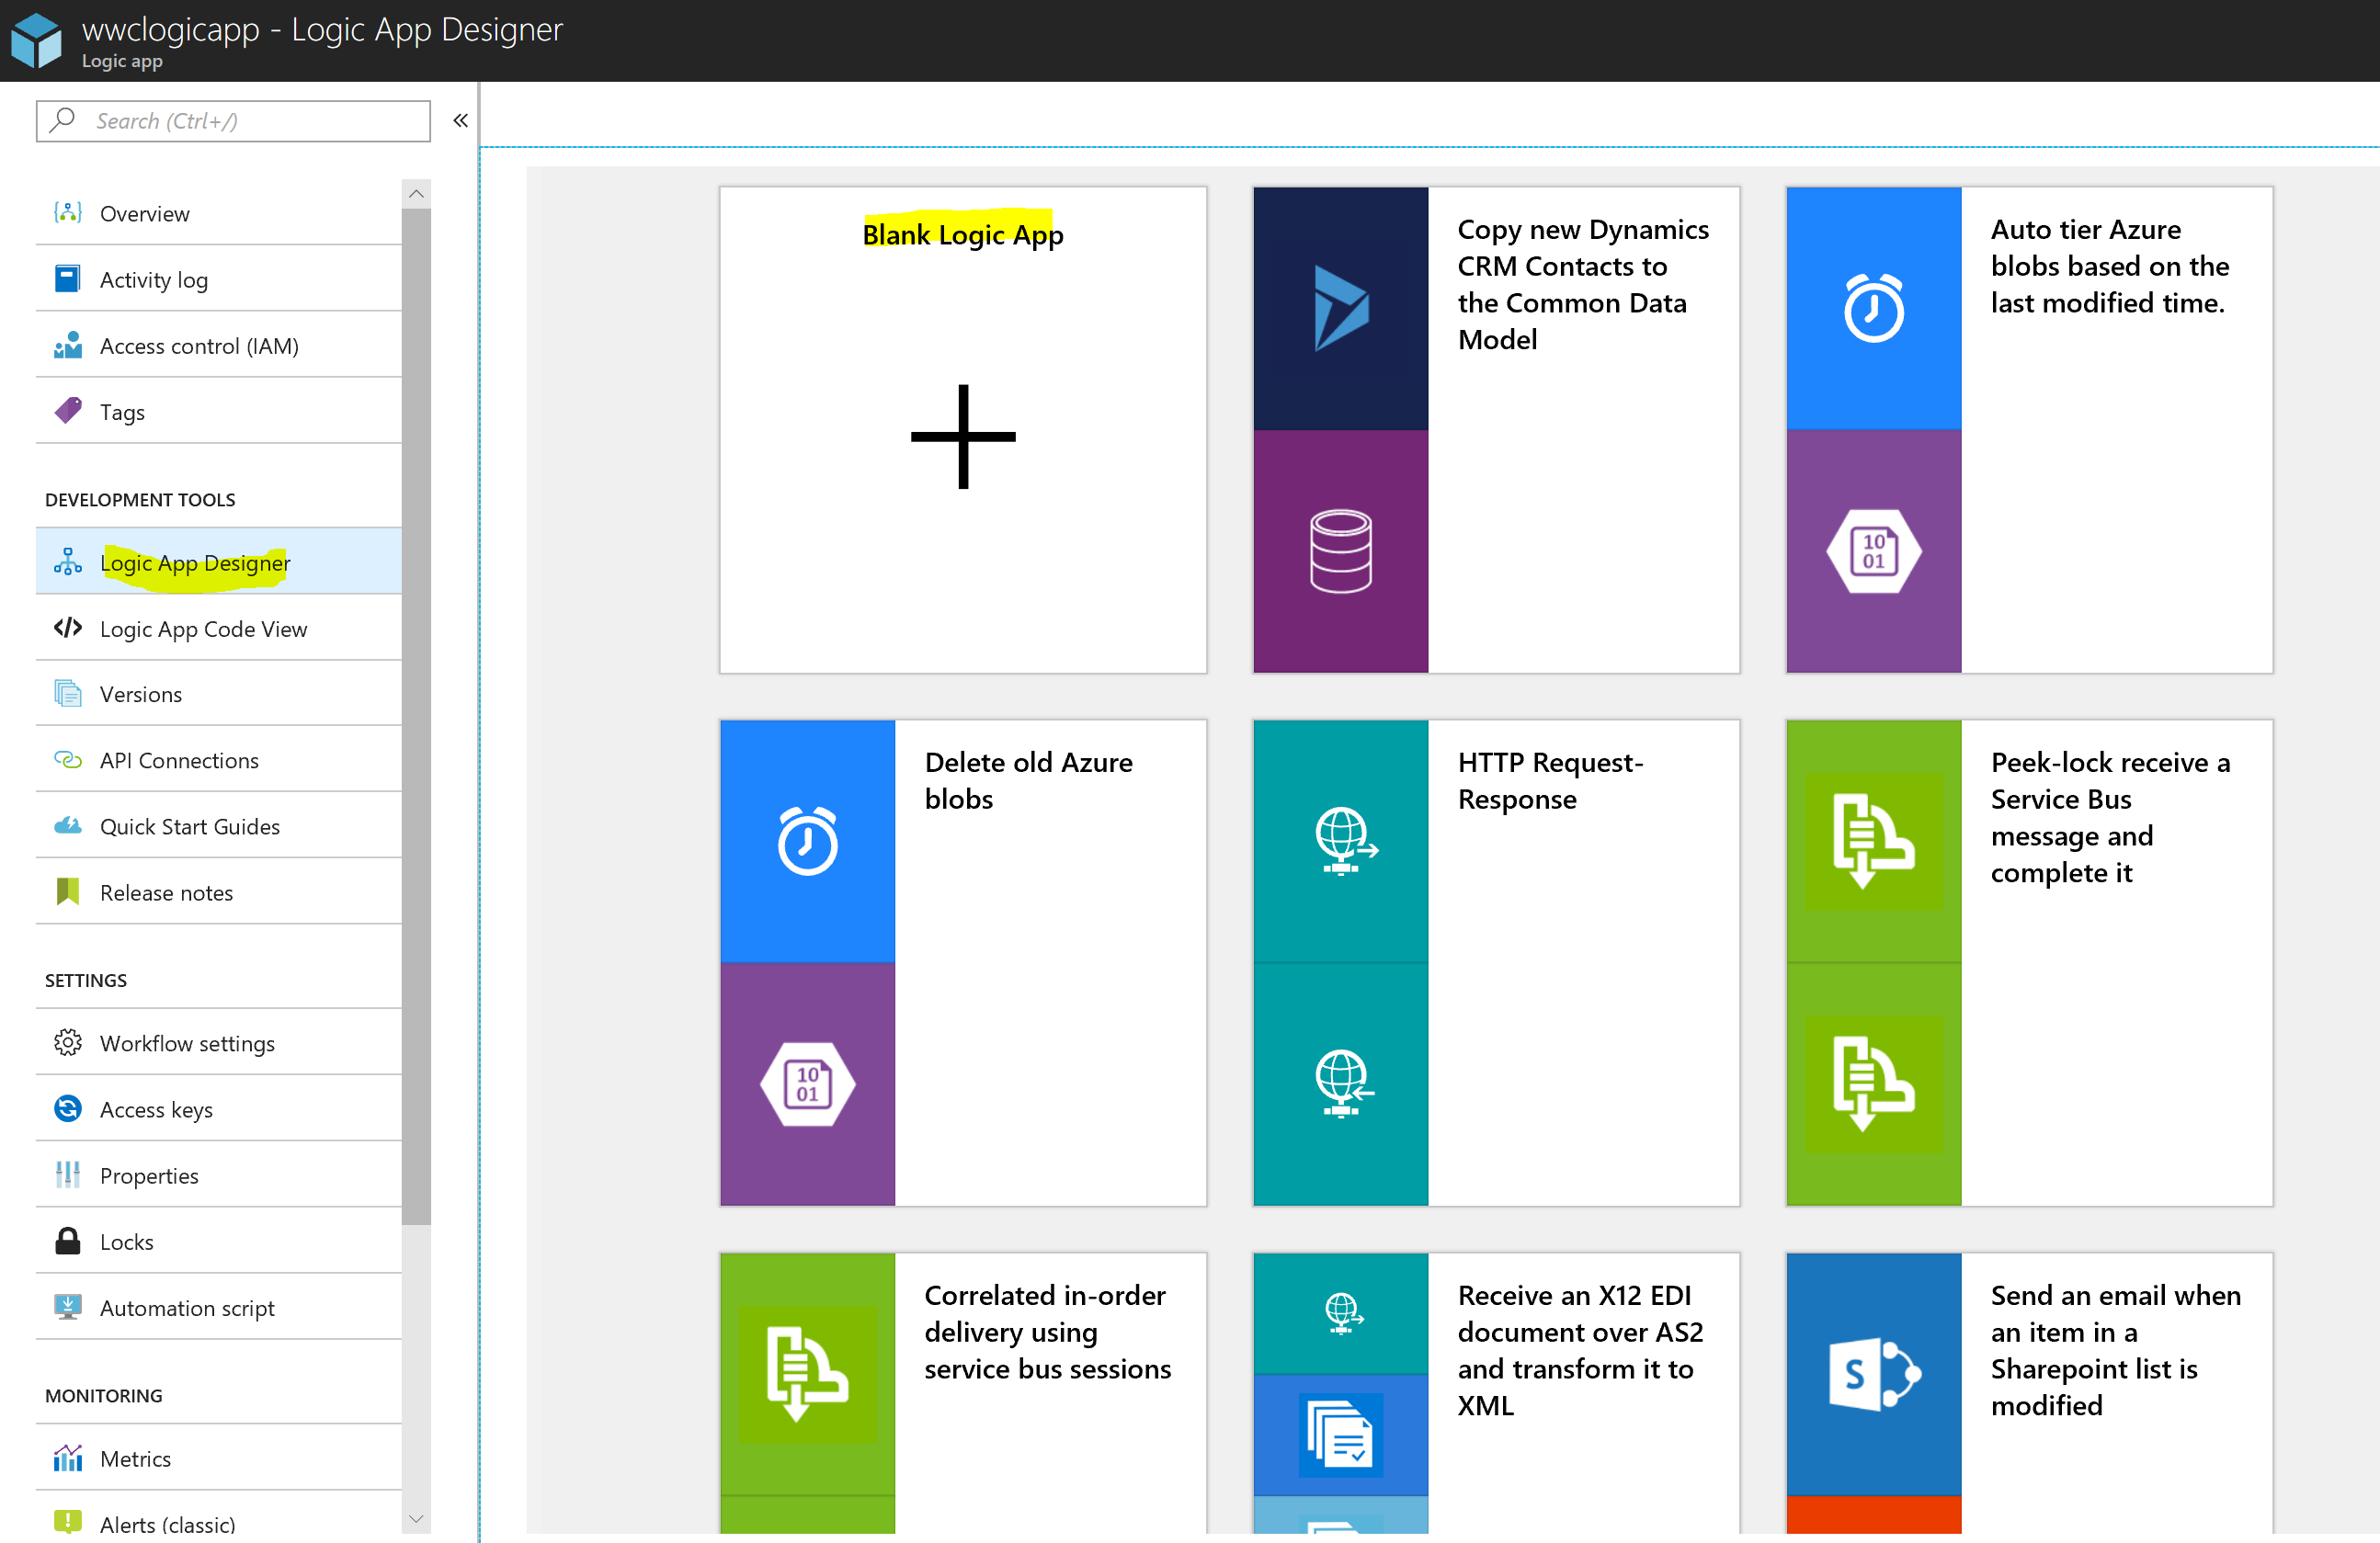 wwclogicapp - Logic App Designer
Logic app
Search (Ctrl+/)
«
Overview
Activity log
Access control (IAM)
Tags
DEVELOPMENT TOOLS
Logic App Designer
Logic App Code View
Versions
API Connections
Quick Start Guides
Release notes
SETTINGS
Workflow settings
Access keys
Properties
Locks
Automation script
MONITORING
Metrics
Alerts (classic)
Blank Logic App
Copy new Dynamics
CRM Contacts to
the Common Data
Model
Auto tier Azure
blobs based on the
last modified time.
10
01
Delete old Azure
blobs
10
01
HTTP Request-
Response
Peek-lock receive a
Service Bus
message and
complete it
Correlated in-order
delivery using
service bus sessions
Receive an X12 EDI
document over AS2
and transform it to
XML
S
Send an email when
an item in a
Sharepoint list is
modified